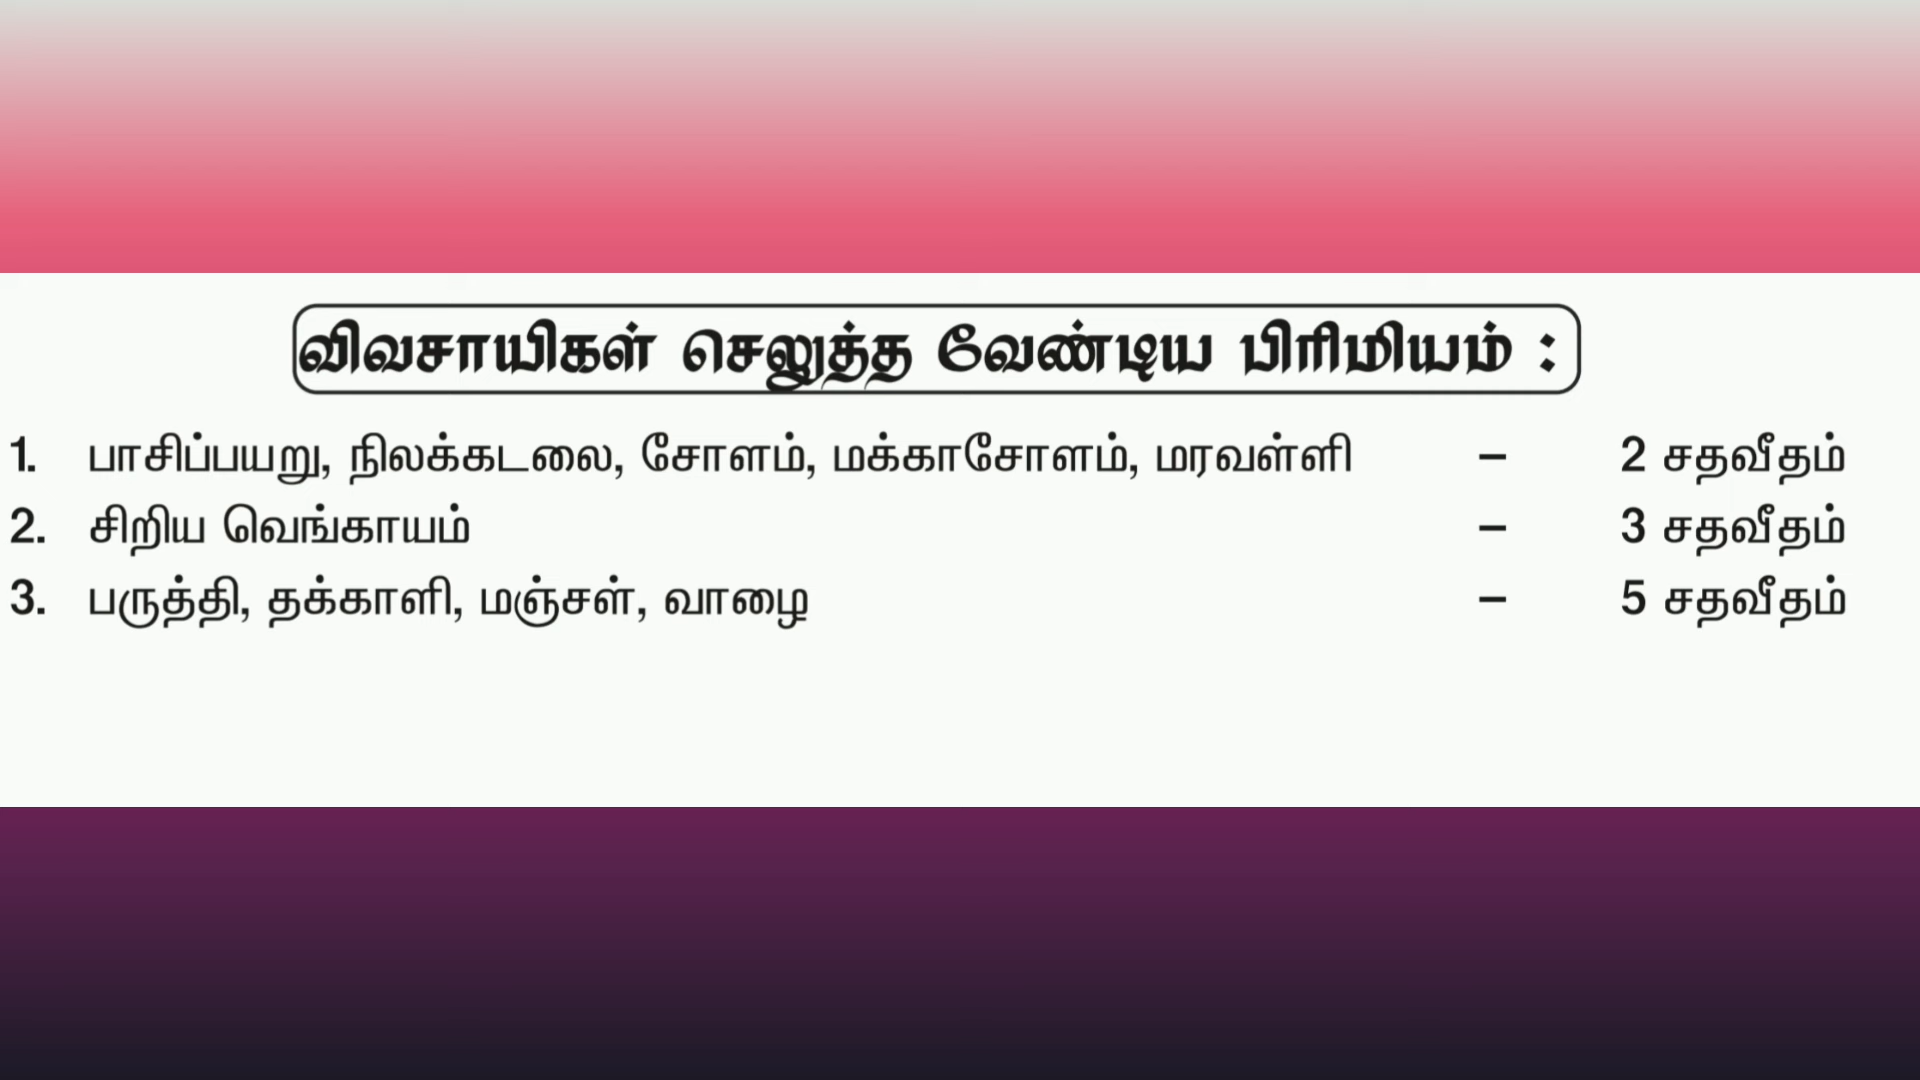 விவசாயிகள் செலுத்த வேண்டிய பிரிமியம் :
1. பாசிப்பயறு, நிலக்கடலை, சோளம், மக்காசோளம், மரவள்ளி – 2 சதவீதம்
2. சிறிய வெங்காயம் – 3 சதவீதம்
3. பருத்தி, தக்காளி, மஞ்சள், வாழை – 5 சதவீதம்